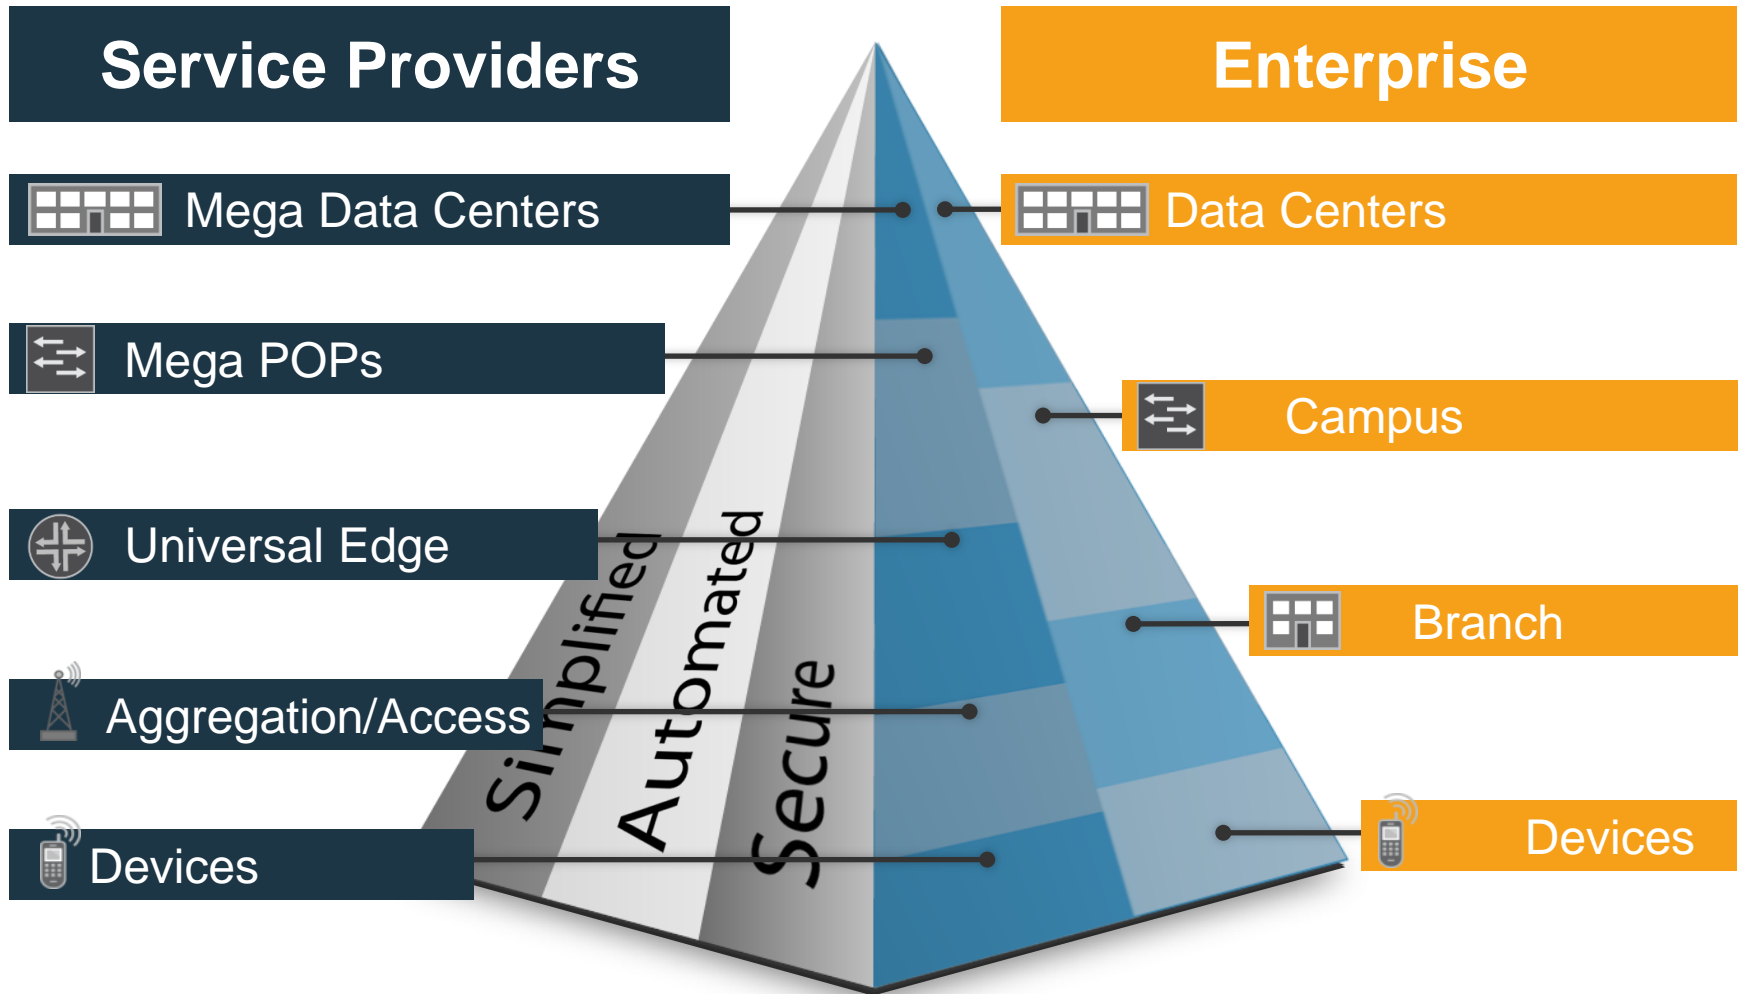 Service Providers
Enterprise
Mega Data Centers
Data Centers
Mega POPs
Campus
Universal Edge
Branch
Aggregation/Access
Devices
Devices
Simplified
Automated
Secure